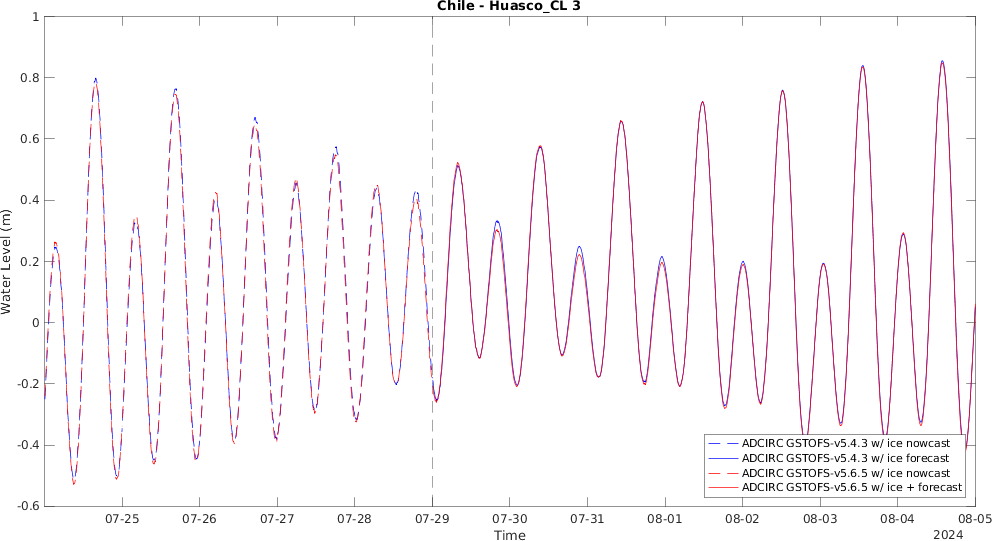 Chile - Huasco_CL 3
1
0.8
0.6
0.4
0.2
0
-0.2
-0.4
-0.6
Water Level (m)
07-25 07-26 07-27 07-28 07-29 07-30 07-31 08-01 08-02 08-03 08-04 08-05
Time
2024
ADCIRC GSTOFS-v5.4.3 w/ ice nowcast
ADCIRC GSTOFS-v5.4.3 w/ ice forecast
ADCIRC GSTOFS-v5.6.5 w/ ice nowcast
ADCIRC GSTOFS-v5.6.5 w/ ice + forecast